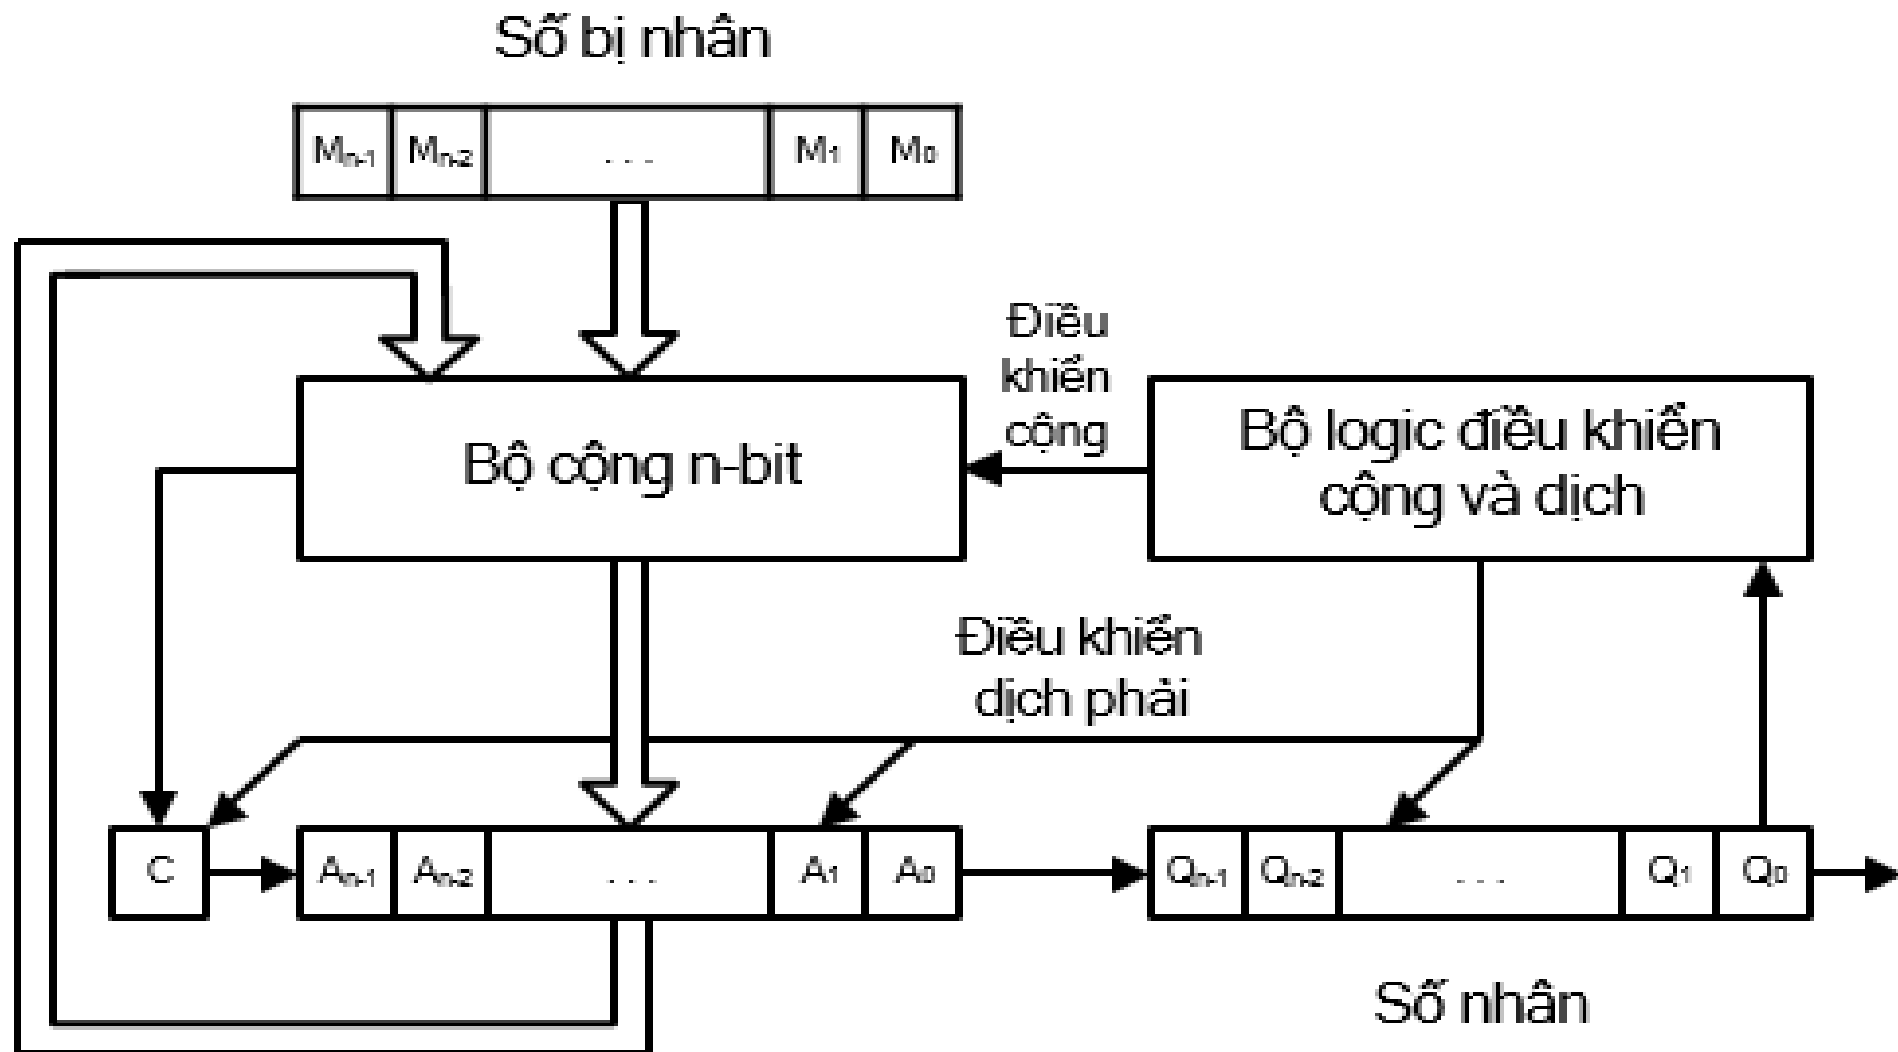 Số bị nhân
Mn-1 Mn-2 ... M1 M0
Điều
khiển
cộng
Bộ cộng n-bit
Bộ logic điều khiển
cộng và dịch
Điều khiển
dịch phải
C An-1 An-2 ... A1 A0 Qn-1 Qn-2 ... Q1 Q0
Số nhân